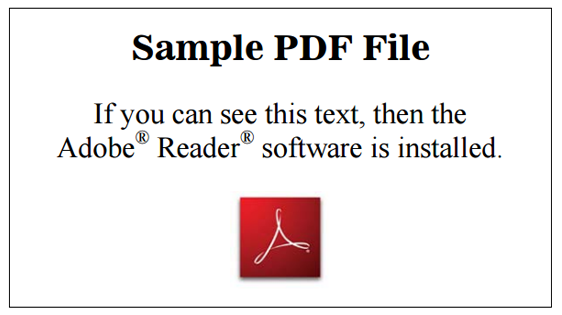 Sample PDF File
If you can see this text, then the
Adobe® Reader® software is installed.